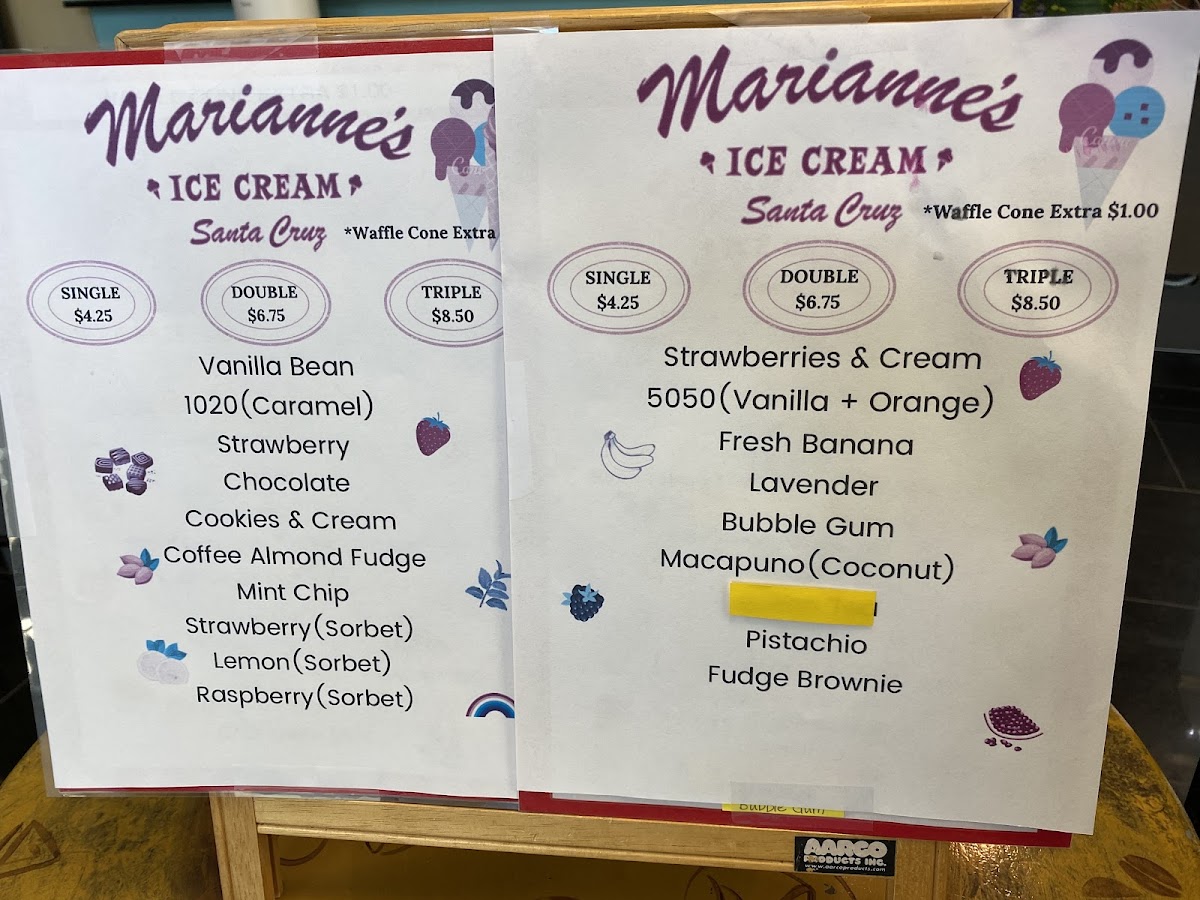 Marianne's
ICE CREAM
Santa Cruz
*Waffle Cone Extra
SINGLE
$4.25
DOUBLE
$6.75
TRIPLE
$8.50
Vanilla Bean
1020(Caramel)
Strawberry
Chocolate
Cookies & Cream
Coffee Almond Fudge
Mint Chip
Strawberry(Sorbet)
Lemon(Sorbet)
Raspberry(Sorbet)
Marianne's
ICE CREAM
Santa Cruz
*Waffle Cone Extra $1.00
SINGLE
$4.25
DOUBLE
$6.75
TRIPLE
$8.50
Strawberries & Cream
5050(Vanilla + Orange)
Fresh Banana
Lavender
Bubble Gum
Macapuno(Coconut)
Pistachio
Fudge Brownie
Bubble Gum
AARCO
PRODUCTS INC.
www.aarcoproducts.com